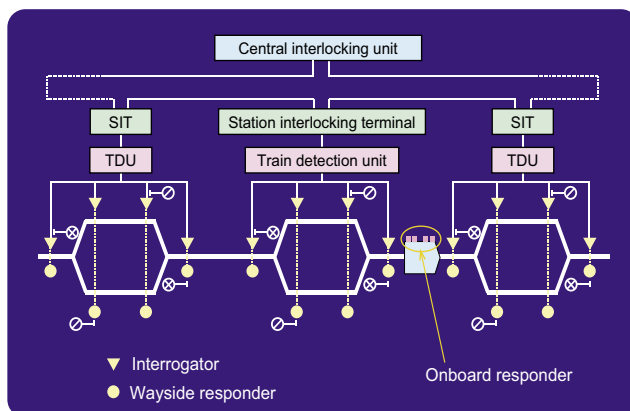 Central interlocking unit
SIT
Station interlocking terminal
SIT
TDU
Train detection unit
TDU
Interrogator
Wayside responder
Onboard responder